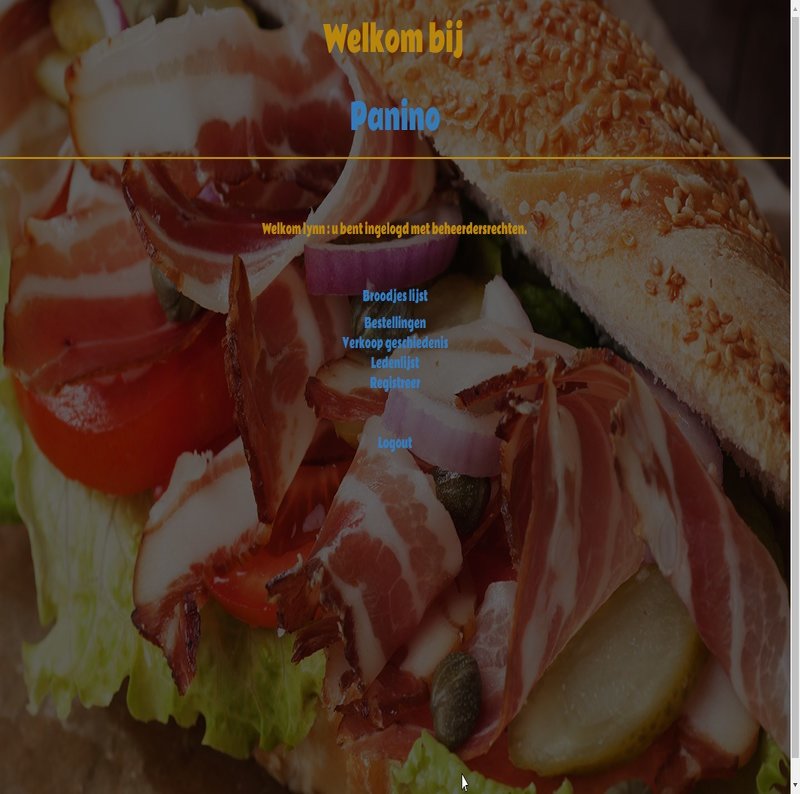 Welkom bij
Panino
Welkom lynn : u bent ingelogd met beheerdersrechten.
Broodjes lijst
Bestellingen
Verkoop geschiedenis
Ledenlijst
Registreer
Logout